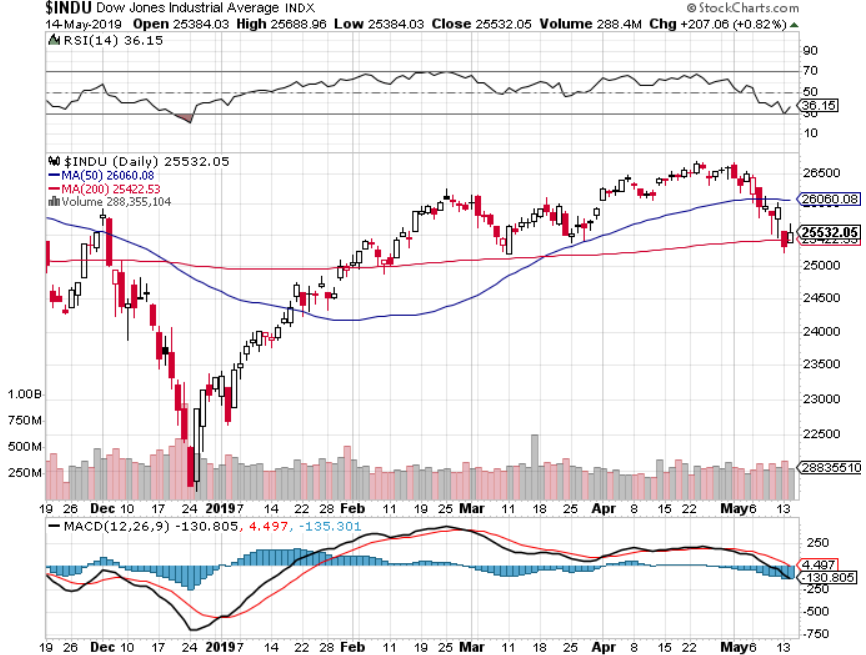 $INDU Dow Jones Industrial Average INDX © StockCharts.com
14-May-2019 Open 25384.03 High 25688.96 Low 25384.03 Close 25532.05 Volume 288.4M Chg +207.06 (+0.82%)
RSI(14) 36.15
90
70
50
36.15
30
10
$INDU (Daily) 25532.05
MA(50) 26060.08
MA(200) 25422.53
Volume 288,355,104
26500
26060.08
25532.05
25422.53
25000
24500
24000
23500
1.00B 23000
750M
22500
500M
250M 28835510
19 26 Dec 10 17 24 2019 7 14 22 28 Feb 11 19 25 Mar 11 18 25 Apr 8 15 22 May 6 13
MACD(12,26,9) -130.805, 4.497, -135.301
250
4.497
-130.805
-250
-500
-750
19 26 Dec 10 17 24 2019 7 14 22 28 Feb 11 19 25 Mar 11 18 25 Apr 8 15 22 May 6 13